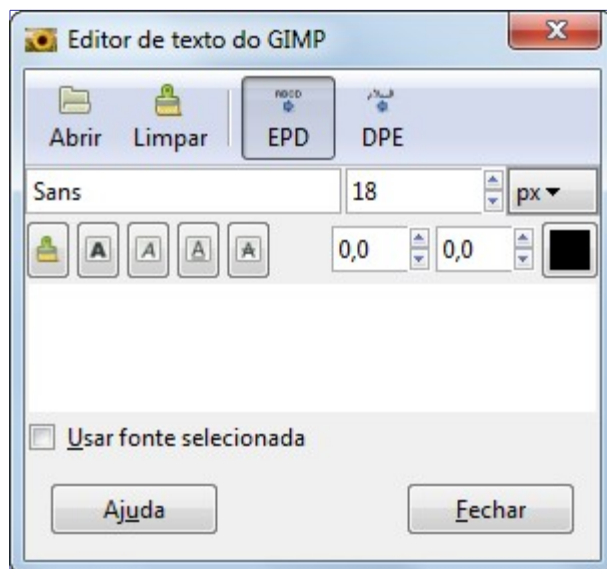 Editor de texto do GIMP
Abrir Limpar EPD DPE
Sans 18 px
A A A A 0,0 0,0
Usar fonte selecionada
Ajuda Fechar